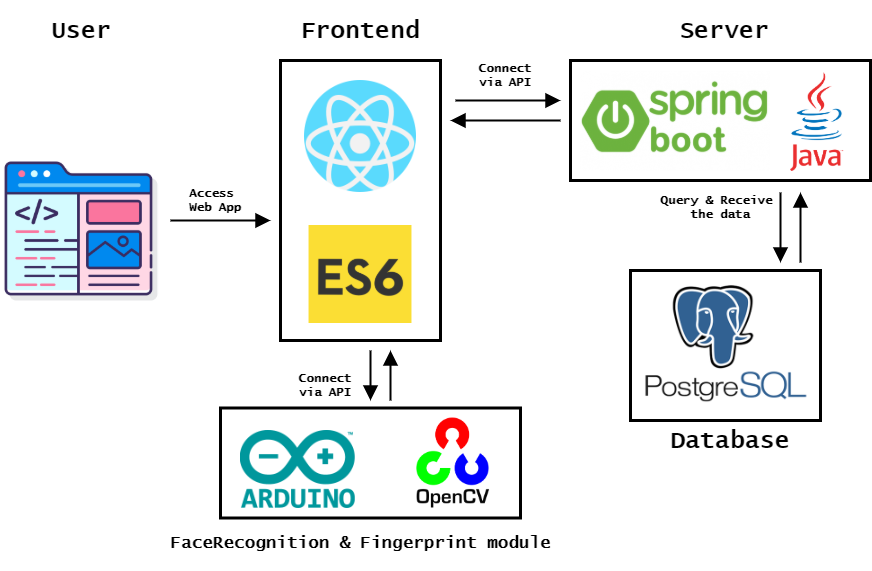 User
Frontend
Server
Connect
via API
spring
boot
Java
Access
Web App
</>
Query & Receive
the data
ES6
PostgreSQL
Connect
via API
Database
ARDUINO
™
OpenCV
FaceRecognition & Fingerprint module